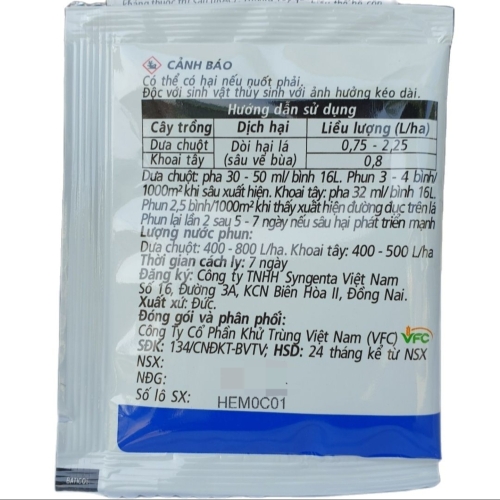 CẢNH BÁO
Có thể có hại nếu nuốt phải.
Độc với sinh vật thủy sinh với ảnh hưởng kéo dài.
Hướng dẫn sử dụng
Cây trồng Dịch hại Liều lượng (L/ha)
Dưa chuột Dòi hại lá 0,75 - 2,25
Khoai tây (sâu vẽ bùa) 0,8
Dưa chuột: pha 30 - 50 ml/ bình 16L. Phun 3 - 4 bình/
1000m² khi sâu xuất hiện. Khoai tây: pha 32 ml/ bình 16L.
Phun 2,5 bình/1000m² khi thấy xuất hiện đường đục trên lá
Phun lại lần 2 sau 5 - 7 ngày nếu sâu hại phát triển mạnh
Lượng nước phun:
Dưa chuột: 400 - 800 L/ha. Khoai tây: 400 - 500 L/ha
Thời gian cách ly: 7 ngày
Đăng ký: Công ty TNHH Syngenta Việt Nam
Số 16, Đường 3A, KCN Biên Hòa II, Đồng Nai.
Xuất xứ: Đức.
Đóng gói và phân phối:
Công Ty Cổ Phần Khử Trùng Việt Nam (VFC) VFC
SĐK: 134/CNĐKT-BVTV; HSD: 24 tháng kể từ NSX
NSX:
NĐG:
Số lô SX: HEM0C01